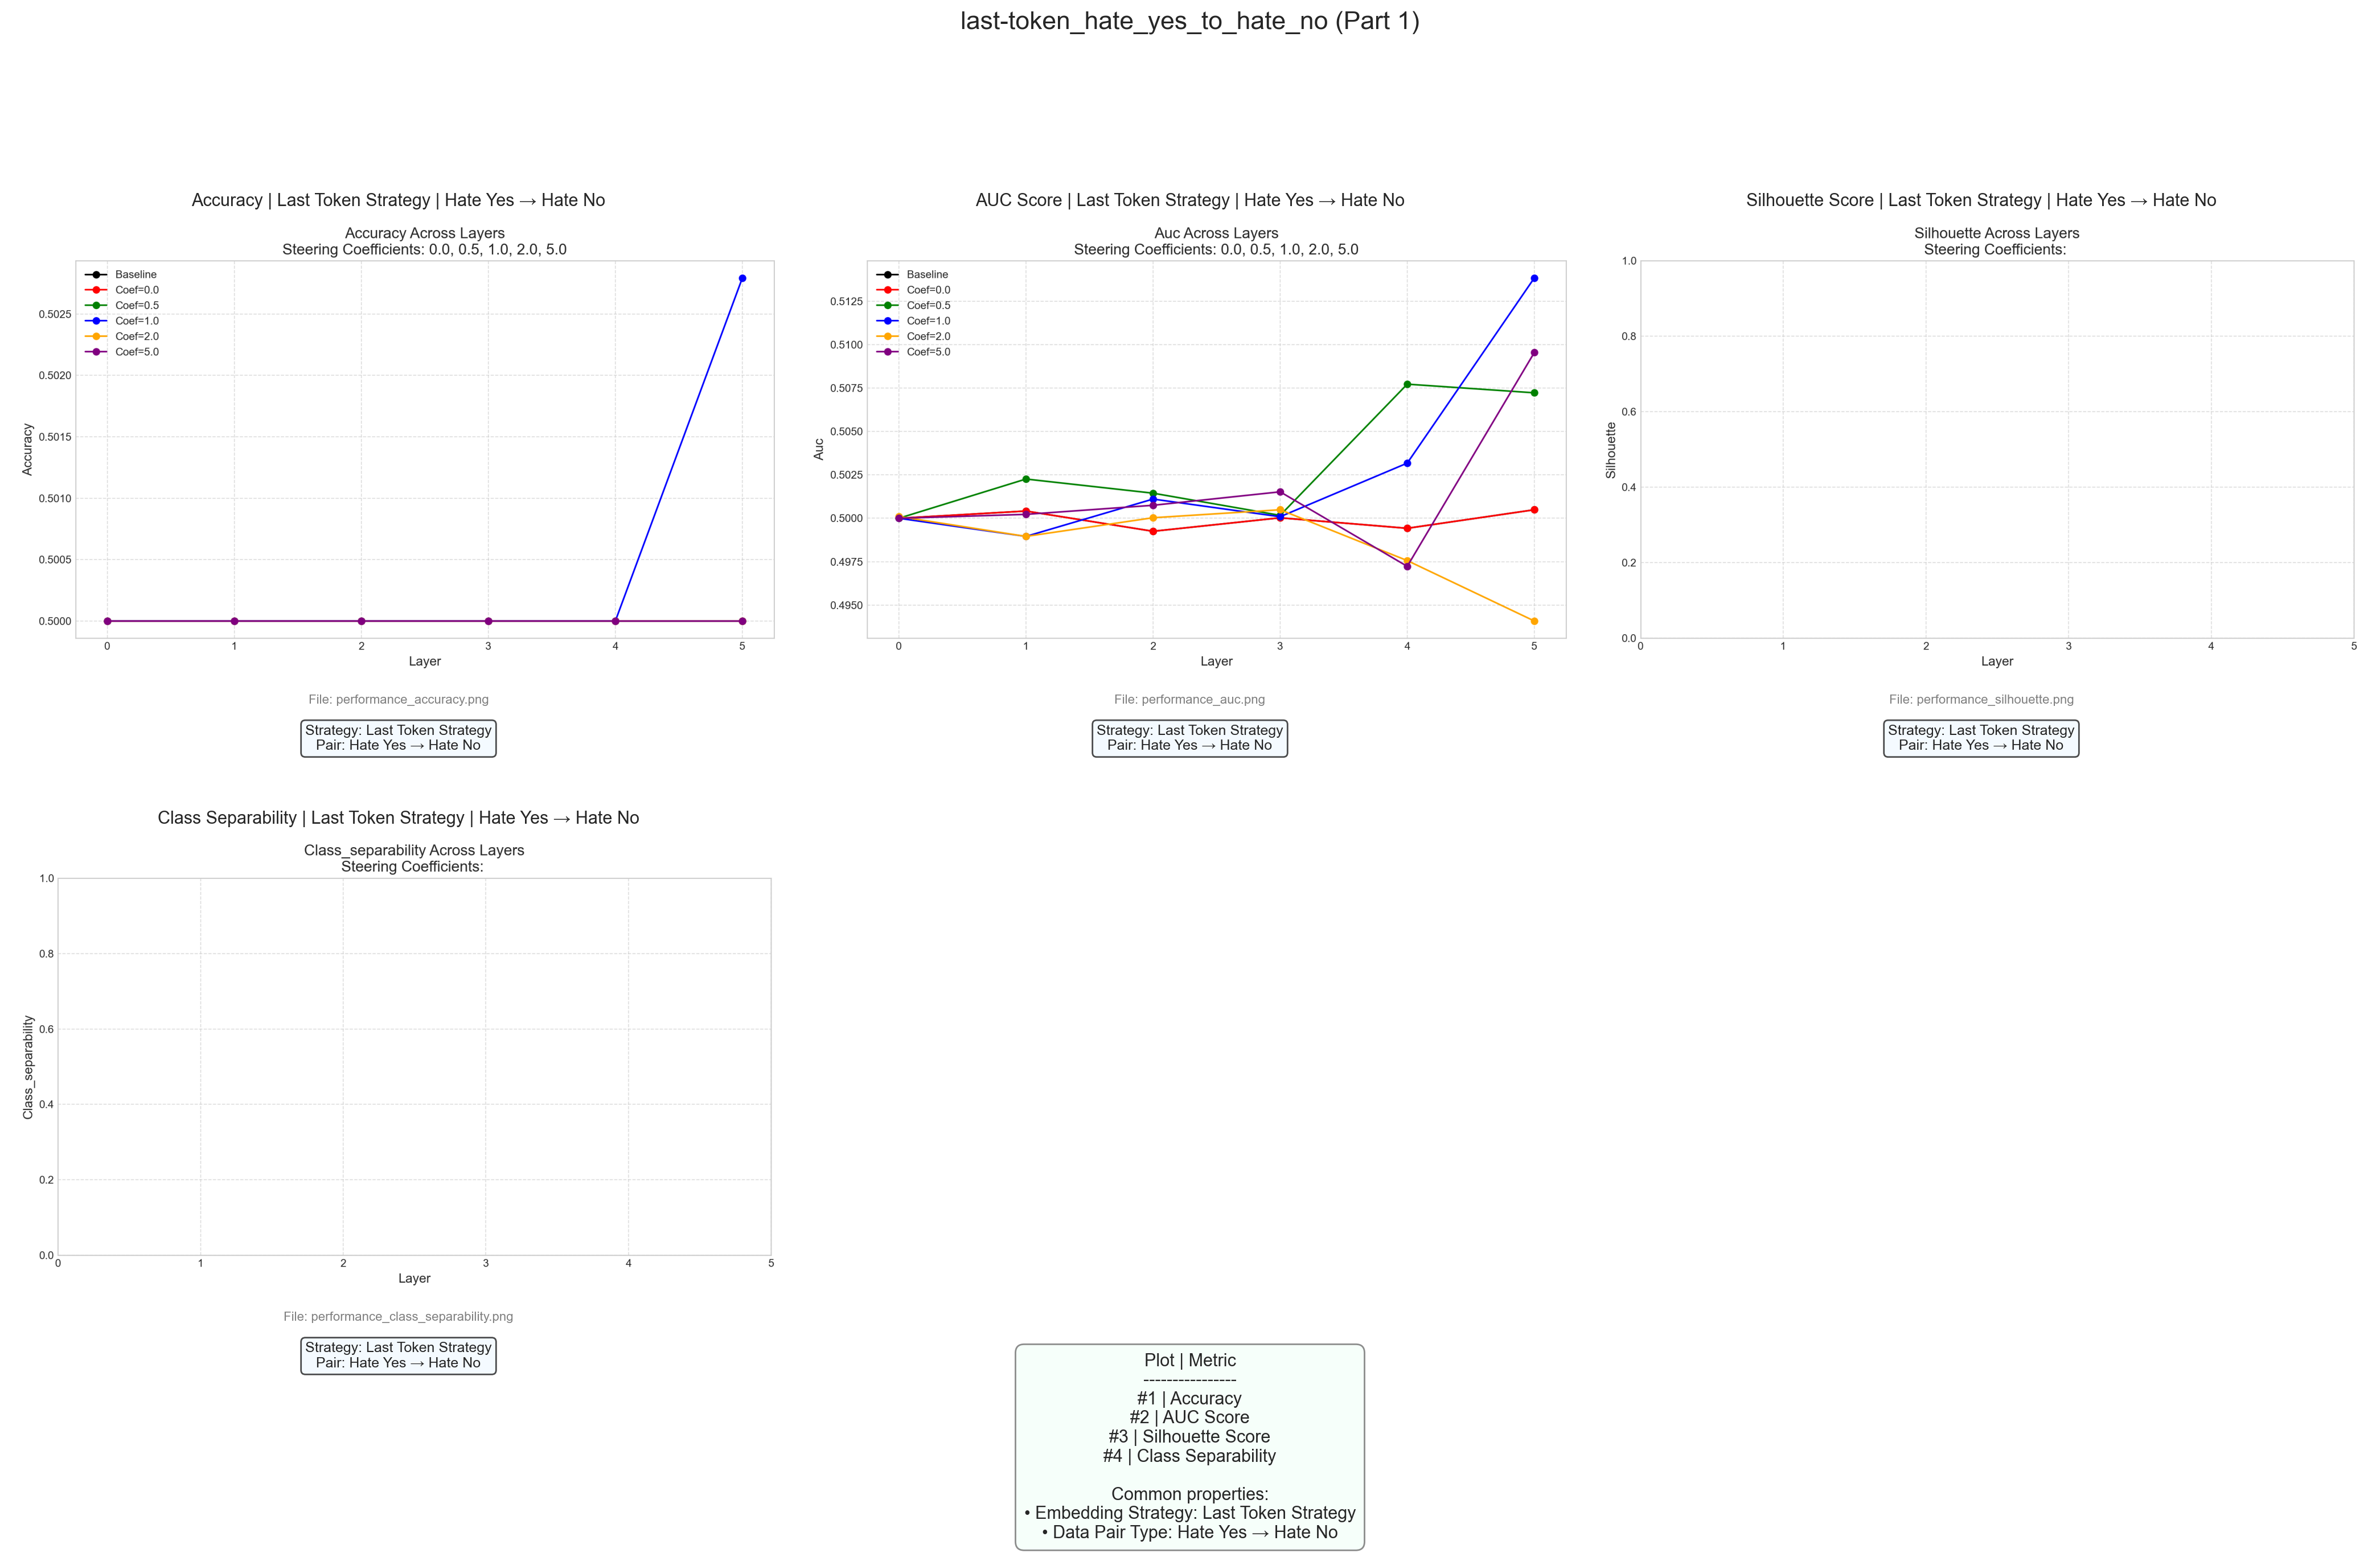 last-token_hate_yes_to_hate_no (Part 1)
Accuracy | Last Token Strategy | Hate Yes → Hate No
Accuracy Across Layers
Steering Coefficients: 0.0, 0.5, 1.0, 2.0, 5.0
Baseline
Coef=0.0
Coef=0.5
Coef=1.0
Coef=2.0
Coef=5.0
Accuracy
0.5025
0.5020
0.5015
0.5010
0.5005
0.5000
0 1 2 3 4 5
Layer
File: performance_accuracy.png
Strategy: Last Token Strategy
Pair: Hate Yes → Hate No
AUC Score | Last Token Strategy | Hate Yes → Hate No
Auc Across Layers
Steering Coefficients: 0.0, 0.5, 1.0, 2.0, 5.0
Baseline
Coef=0.0
Coef=0.5
Coef=1.0
Coef=2.0
Coef=5.0
Auc
0.5125
0.5100
0.5075
0.5050
0.5025
0.5000
0.4975
0.4950
0 1 2 3 4 5
Layer
File: performance_auc.png
Strategy: Last Token Strategy
Pair: Hate Yes → Hate No
Silhouette Score | Last Token Strategy | Hate Yes → Hate No
Silhouette Across Layers
Steering Coefficients:
Silhouette
1.0
0.8
0.6
0.4
0.2
0.0
0 1 2 3 4 5
Layer
File: performance_silhouette.png
Strategy: Last Token Strategy
Pair: Hate Yes → Hate No
Class Separability | Last Token Strategy | Hate Yes → Hate No
Class_separability Across Layers
Steering Coefficients:
Class_separability
1.0
0.8
0.6
0.4
0.2
0.0
0 1 2 3 4 5
Layer
File: performance_class_separability.png
Strategy: Last Token Strategy
Pair: Hate Yes → Hate No
Plot | Metric
----------------
#1 | Accuracy
#2 | AUC Score
#3 | Silhouette Score
#4 | Class Separability
Common properties:
• Embedding Strategy: Last Token Strategy
• Data Pair Type: Hate Yes → Hate No